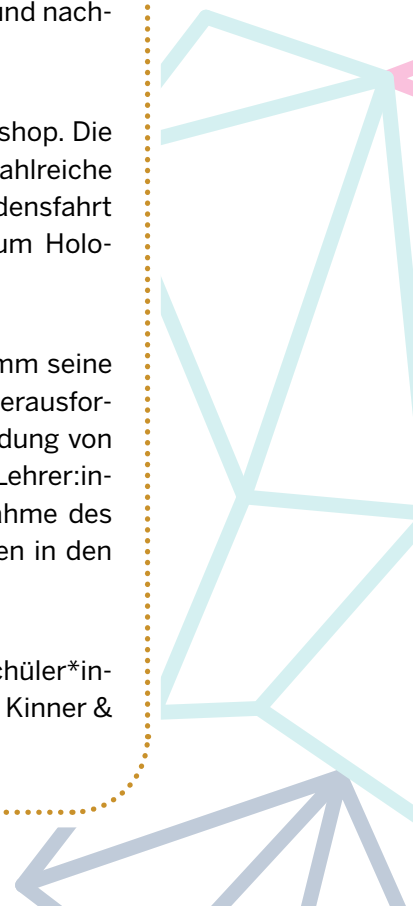 und nach-
shop. Die
ahlreiche
densfahrt
um Holo-
mm seine
erausfor-
dung von
Lehrer:in-
ahme des
en in den
chüler*in-
Kinner &